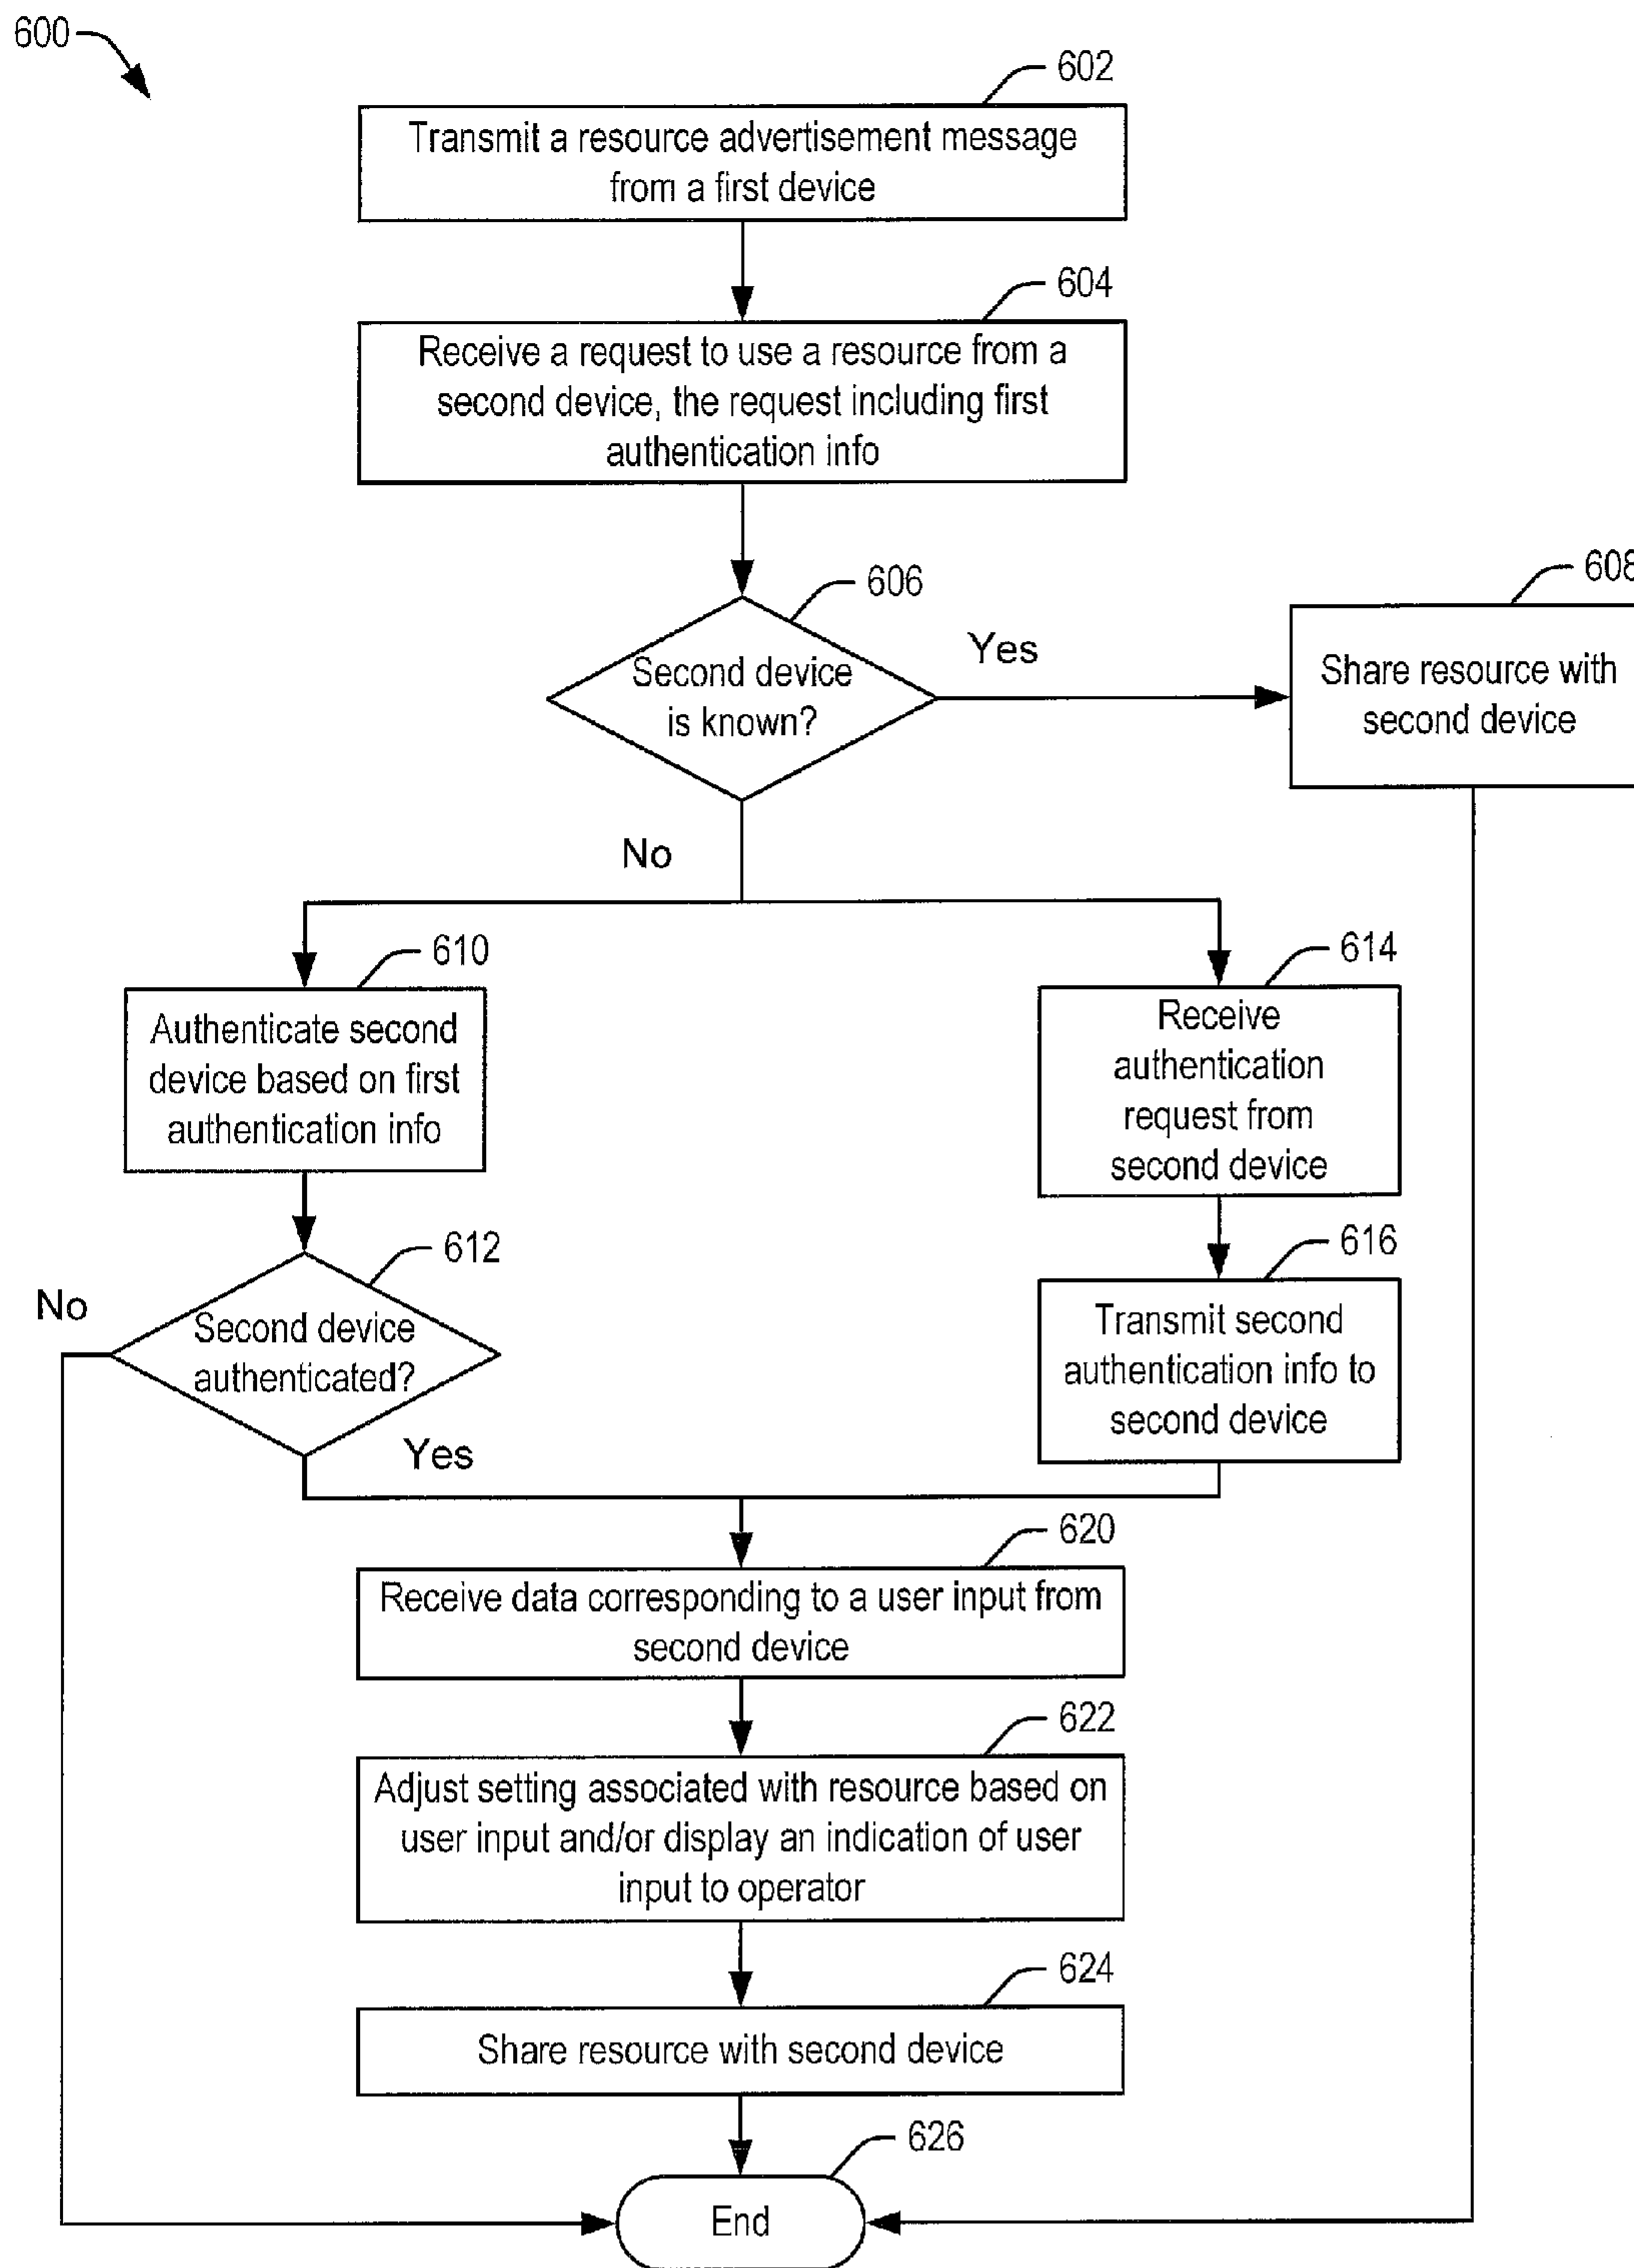 600
602
Transmit a resource advertisement message
from a first device
604
Receive a request to use a resource from a
second device, the request including first
authentication info
606
Second device
is known?
Yes
608
Share resource with
second device
No
610
Authenticate second
device based on first
authentication info
614
Receive
authentication
request from
second device
612
No
Second device
authenticated?
Yes
616
Transmit second
authentication info to
second device
620
Receive data corresponding to a user input from
second device
622
Adjust setting associated with resource based on
user input and/or display an indication of user
input to operator
624
Share resource with second device
626
End